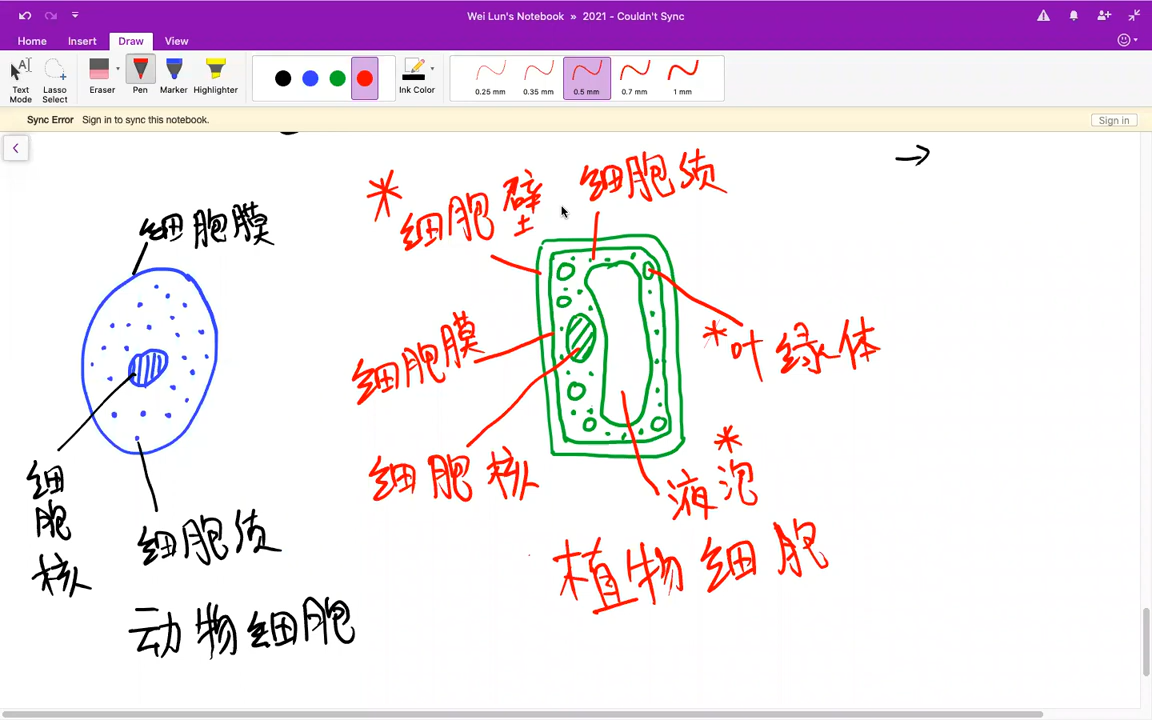 Wei Lun's Notebook » 2021 - Couldn't Sync
Home Insert Draw View
Text Mode
Lasso Select
Eraser
Pen
Marker
Highlighter
Ink Color
0.25 mm
0.35 mm
0.5 mm
0.7 mm
1 mm
Sync Error Sign in to sync this notebook.
Sign in
→
细胞膜
细胞核
细胞质
动物细胞
*细胞壁
细胞质
细胞膜
*叶绿体
细胞核
*液泡
植物细胞